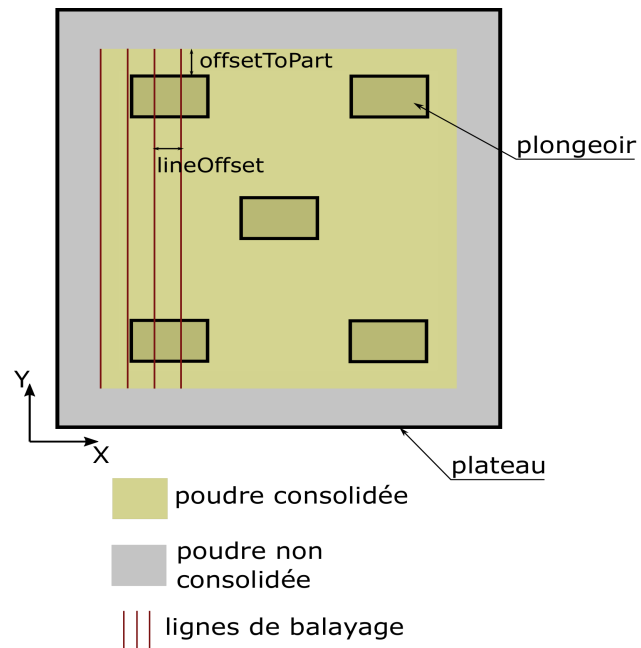 offsetToPart
plongeoir
lineOffset
Y
X
plateau
poudre consolidée
poudre non
consolidée
lignes de balayage